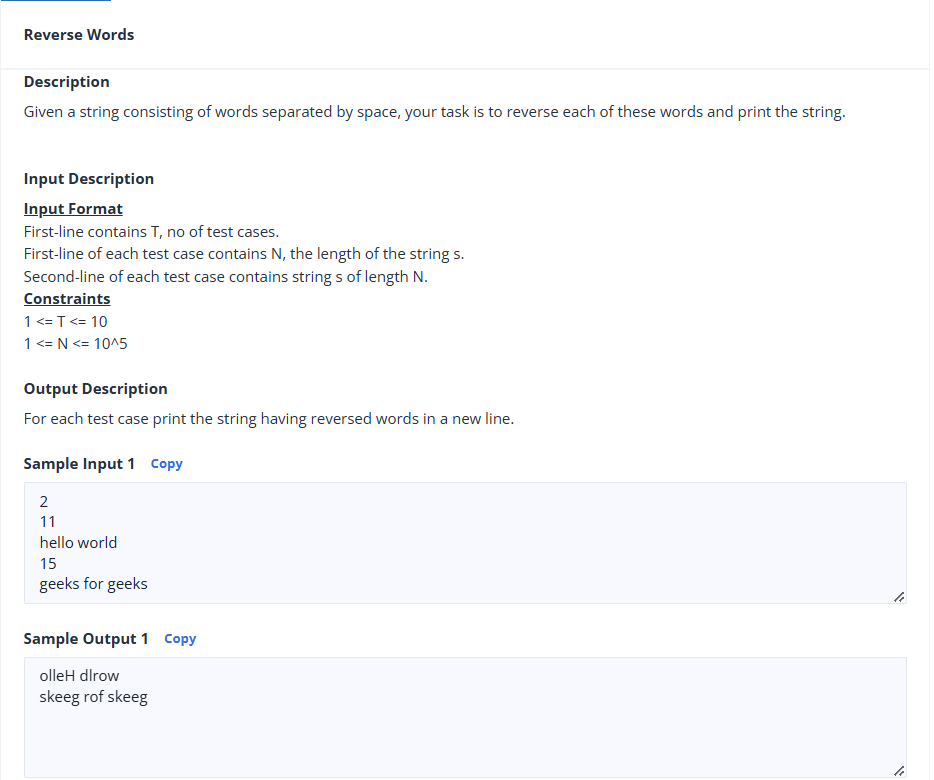 Reverse Words
Description
Given a string consisting of words separated by space, your task is to reverse each of these words and print the string.
Input Description
Input Format
First-line contains T, no of test cases.
First-line of each test case contains N, the length of the string s.
Second-line of each test case contains string s of length N.
Constraints
1 <= T <= 10
1 <= N <= 10^5
Output Description
For each test case print the string having reversed words in a new line.
Sample Input 1 Copy
2
11
hello world
15
geeks for geeks
Sample Output 1 Copy
olleH dlrow
skeeg rof skeeg